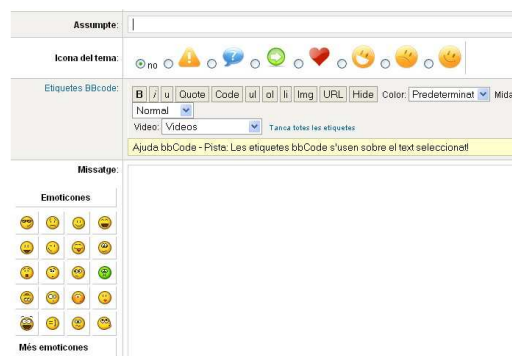 Assumpte:
Icona del tema:
no
Etiquetes BBcode:
B i u Quote Code ul ol li Img URL Hide Color: Predeterminat Mida
Normal
Video: Videos Tanca totes les etiquetes
Ajuda bbCode - Pista: Les etiquetes bbCode s'usen sobre el text seleccionat!
Missatge:
Emoticones
Més emoticones